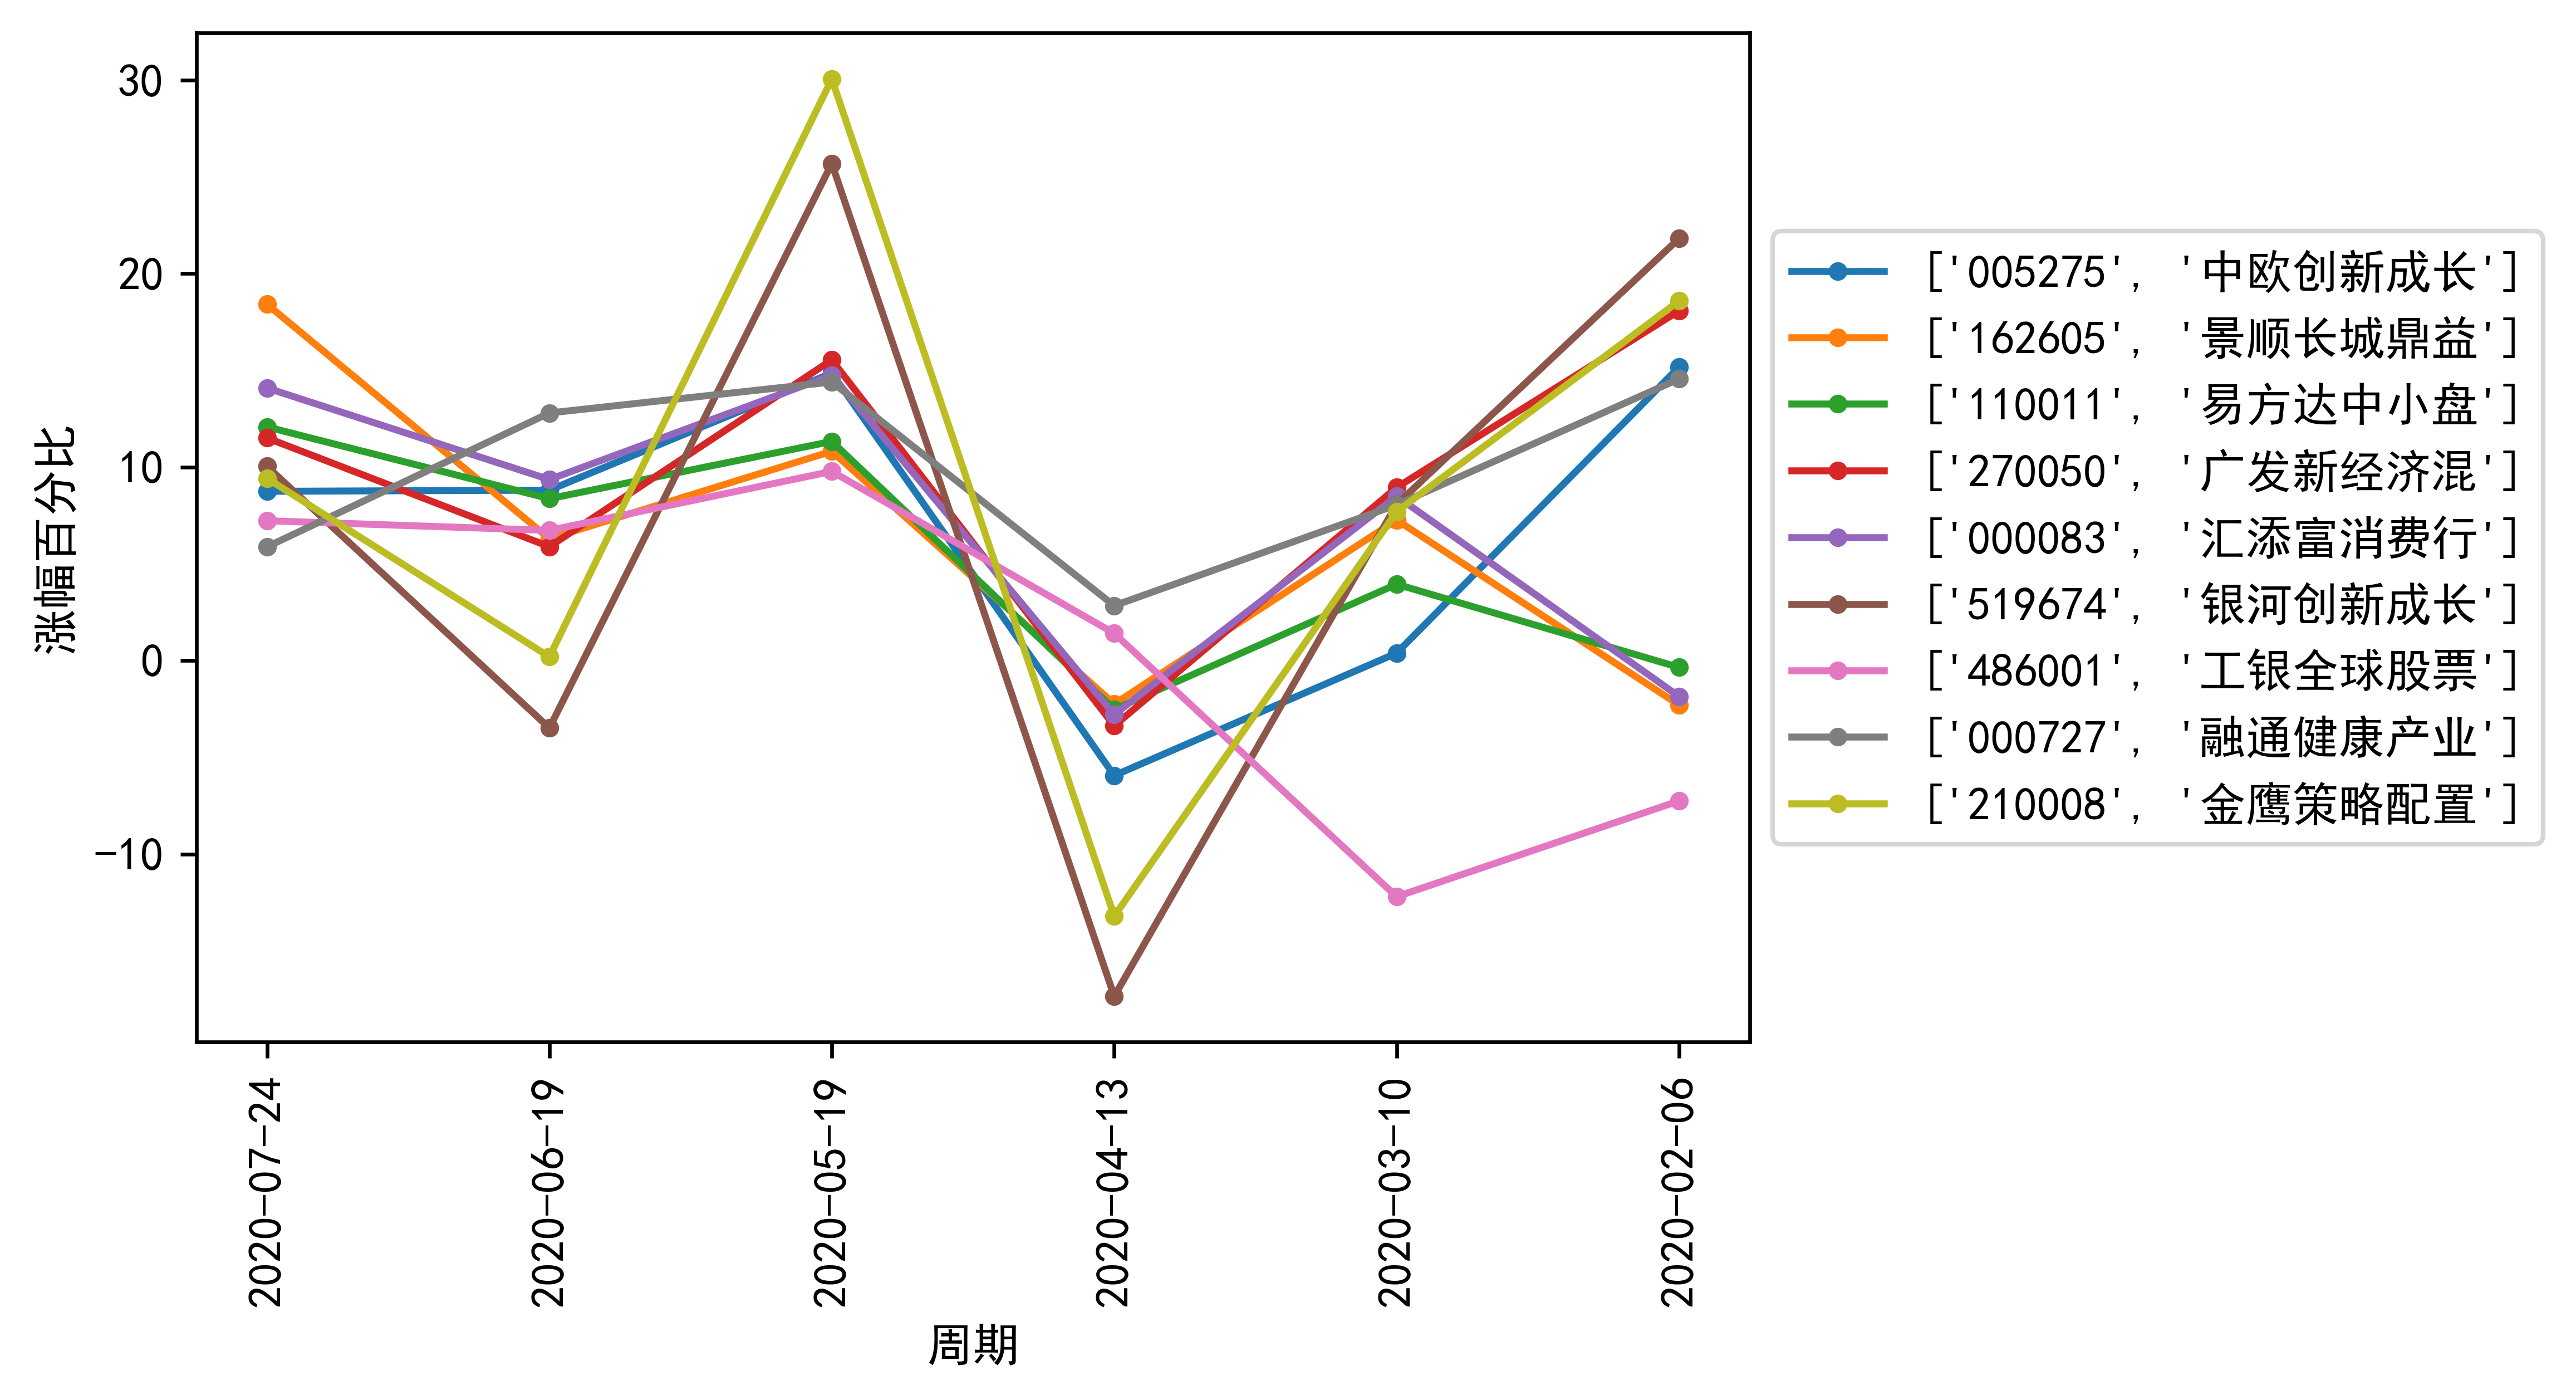 30
20
10
0
-10
涨幅百分比
2020-07-24
2020-06-19
2020-05-19
2020-04-13
2020-03-10
2020-02-06
周期
['005275', '中欧创新成长']
['162605', '景顺长城鼎益']
['110011', '易方达中小盘']
['270050', '广发新经济混']
['000083', '汇添富消费行']
['519674', '银河创新成长']
['486001', '工银全球股票']
['000727', '融通健康产业']
['210008', '金鹰策略配置']